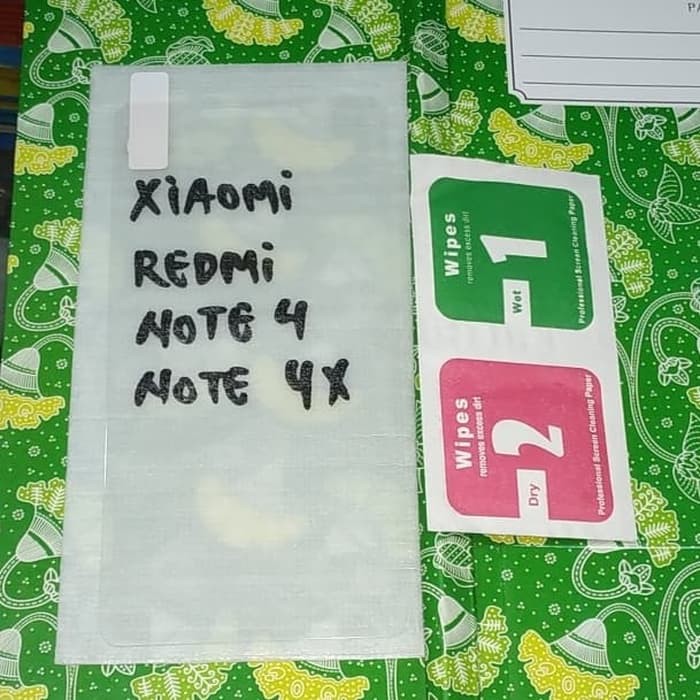 XiAOMi
REDMi
NOTE 4
NOTE 4X
Wipes
removes excess dirt
1
Wet
Professional Screen Cleaning Paper
Wipes
removes excess dirt
2
Dry
Professional Screen Cleaning Paper